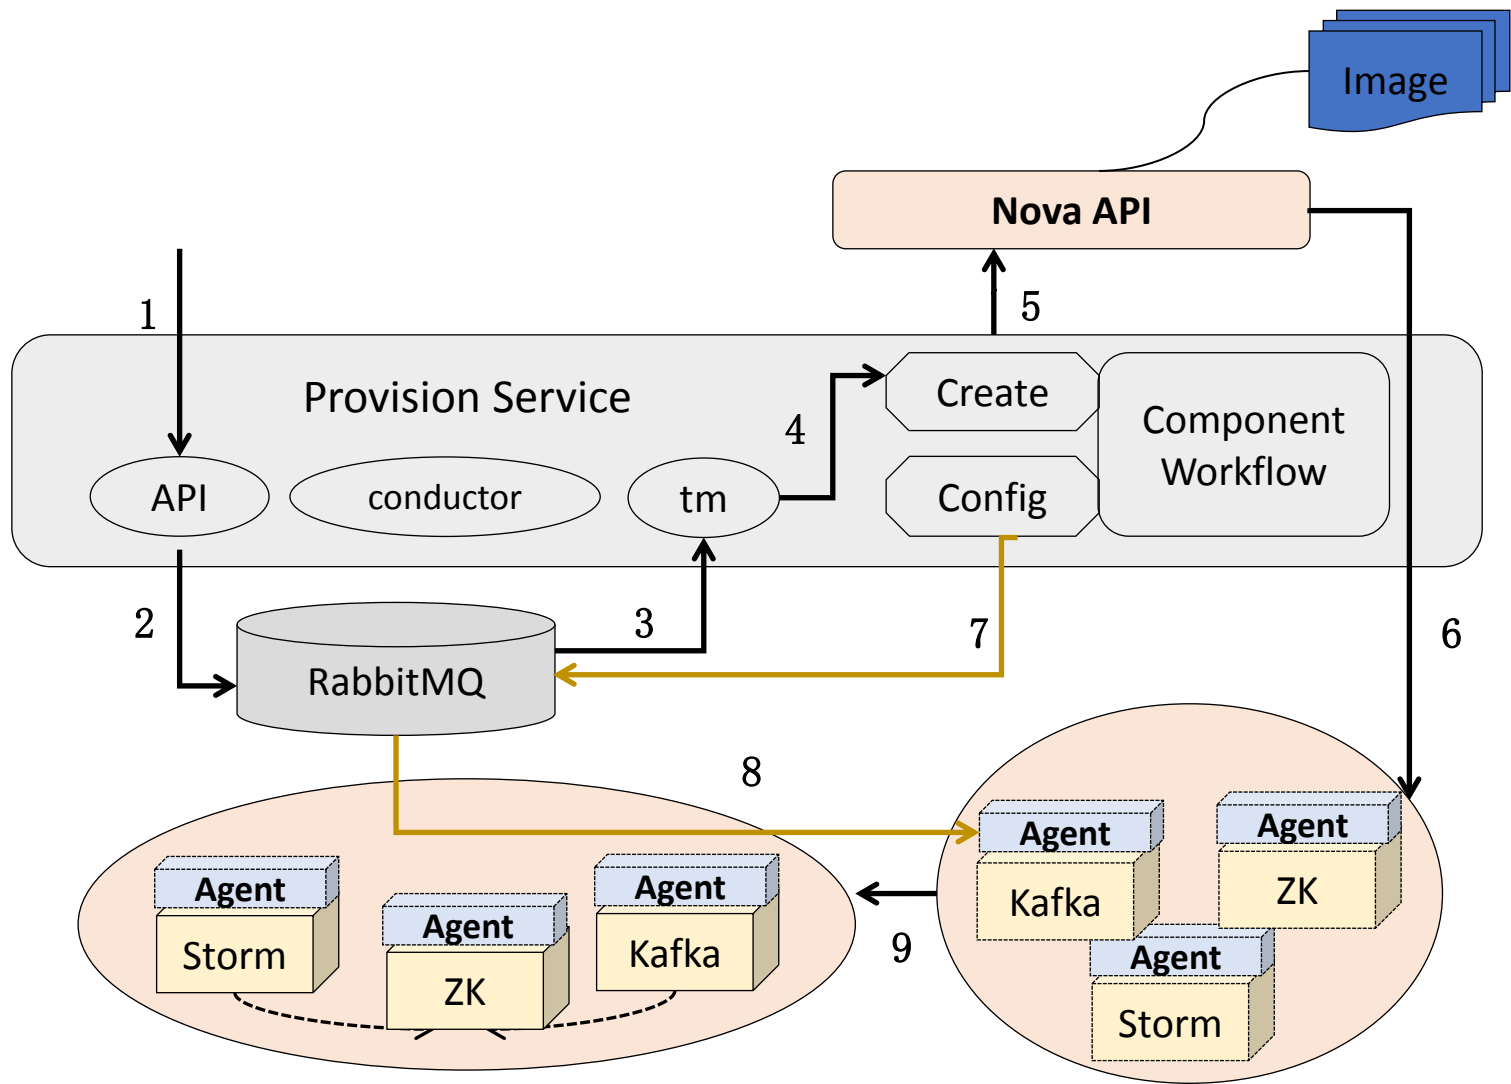 Image
Nova API
1
5
Provision Service
Create
Component
Workflow
4
API
conductor
tm
Config
2
3
7
6
RabbitMQ
8
Agent
Kafka
Agent
ZK
Agent
Storm
9
Agent
Storm
Agent
ZK
Agent
Kafka